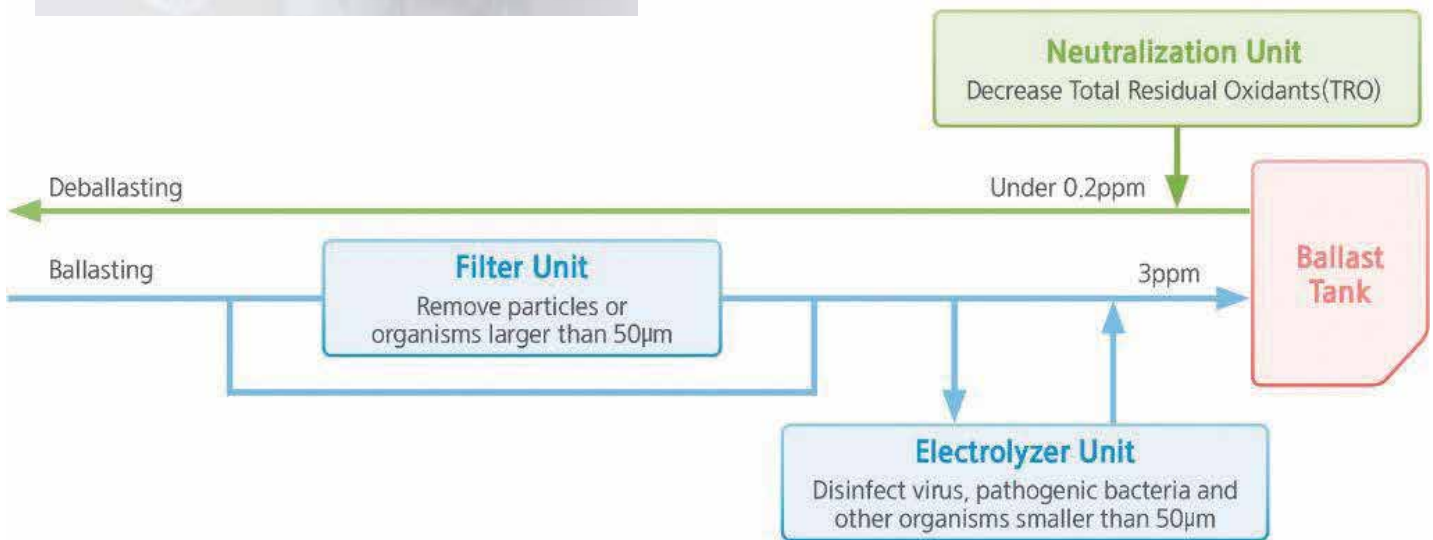 Neutralization Unit
Decrease Total Residual Oxidants(TRO)
Deballasting
Under 0.2ppm
Ballasting
Filter Unit
Remove particles or
organisms larger than 50μm
3ppm
Ballast
Tank
Electrolyzer Unit
Disinfect virus, pathogenic bacteria and
other organisms smaller than 50μm